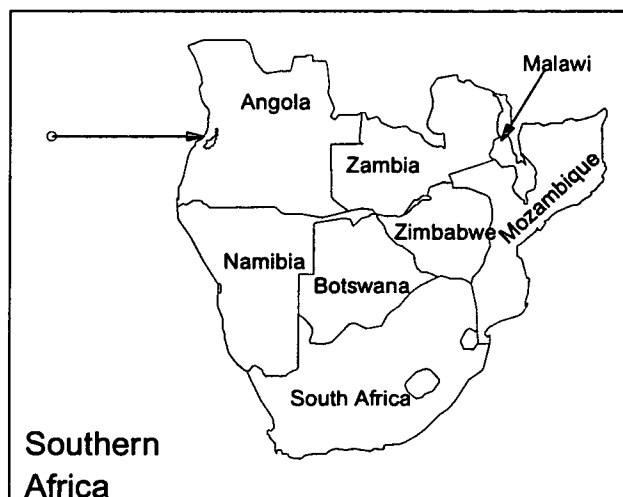 Malawi
Angola
Zambia
Mozambique
Zimbabwe
Namibia
Botswana
South Africa
Southern
Africa